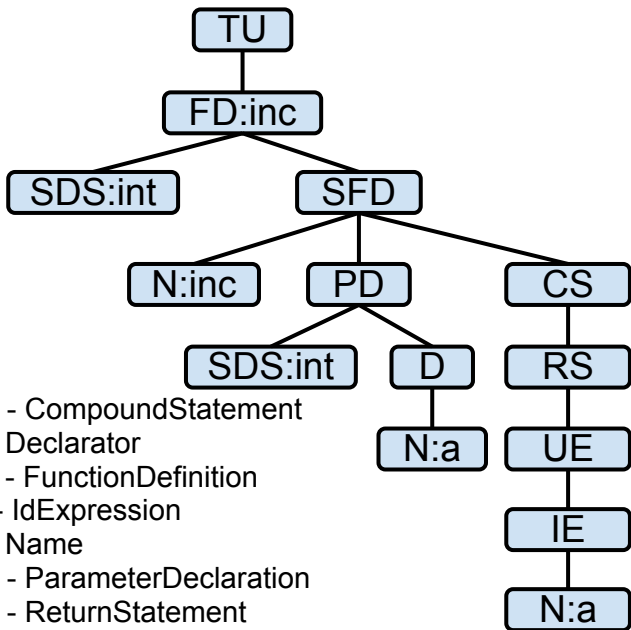 TU
FD:inc
SDS:int SFD
N:inc PD CS
SDS:int D RS
- CompoundStatement
Declarator N:a UE
- FunctionDefinition
- IdExpression IE
Name
- ParameterDeclaration
- ReturnStatement N:a